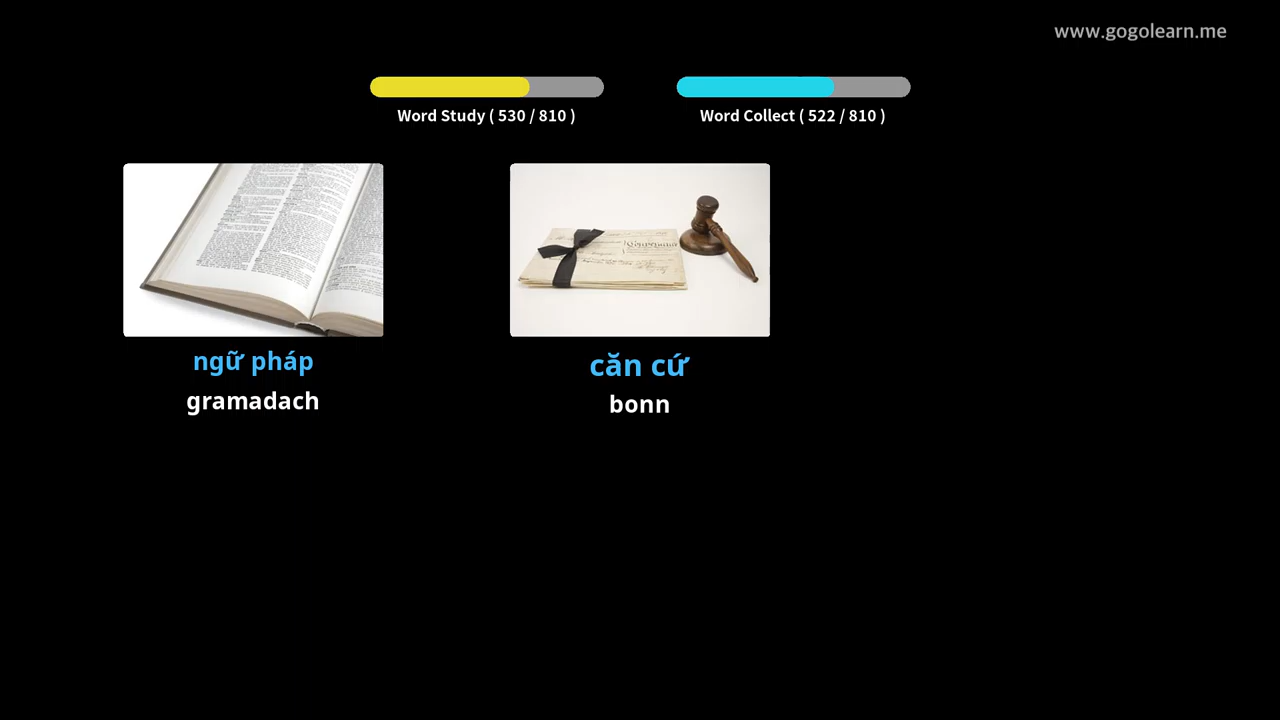 www.gogolearn.me
Word Study ( 530 / 810 )
Word Collect ( 522 / 810 )
ngữ pháp
gramadach
căn cứ
bonn